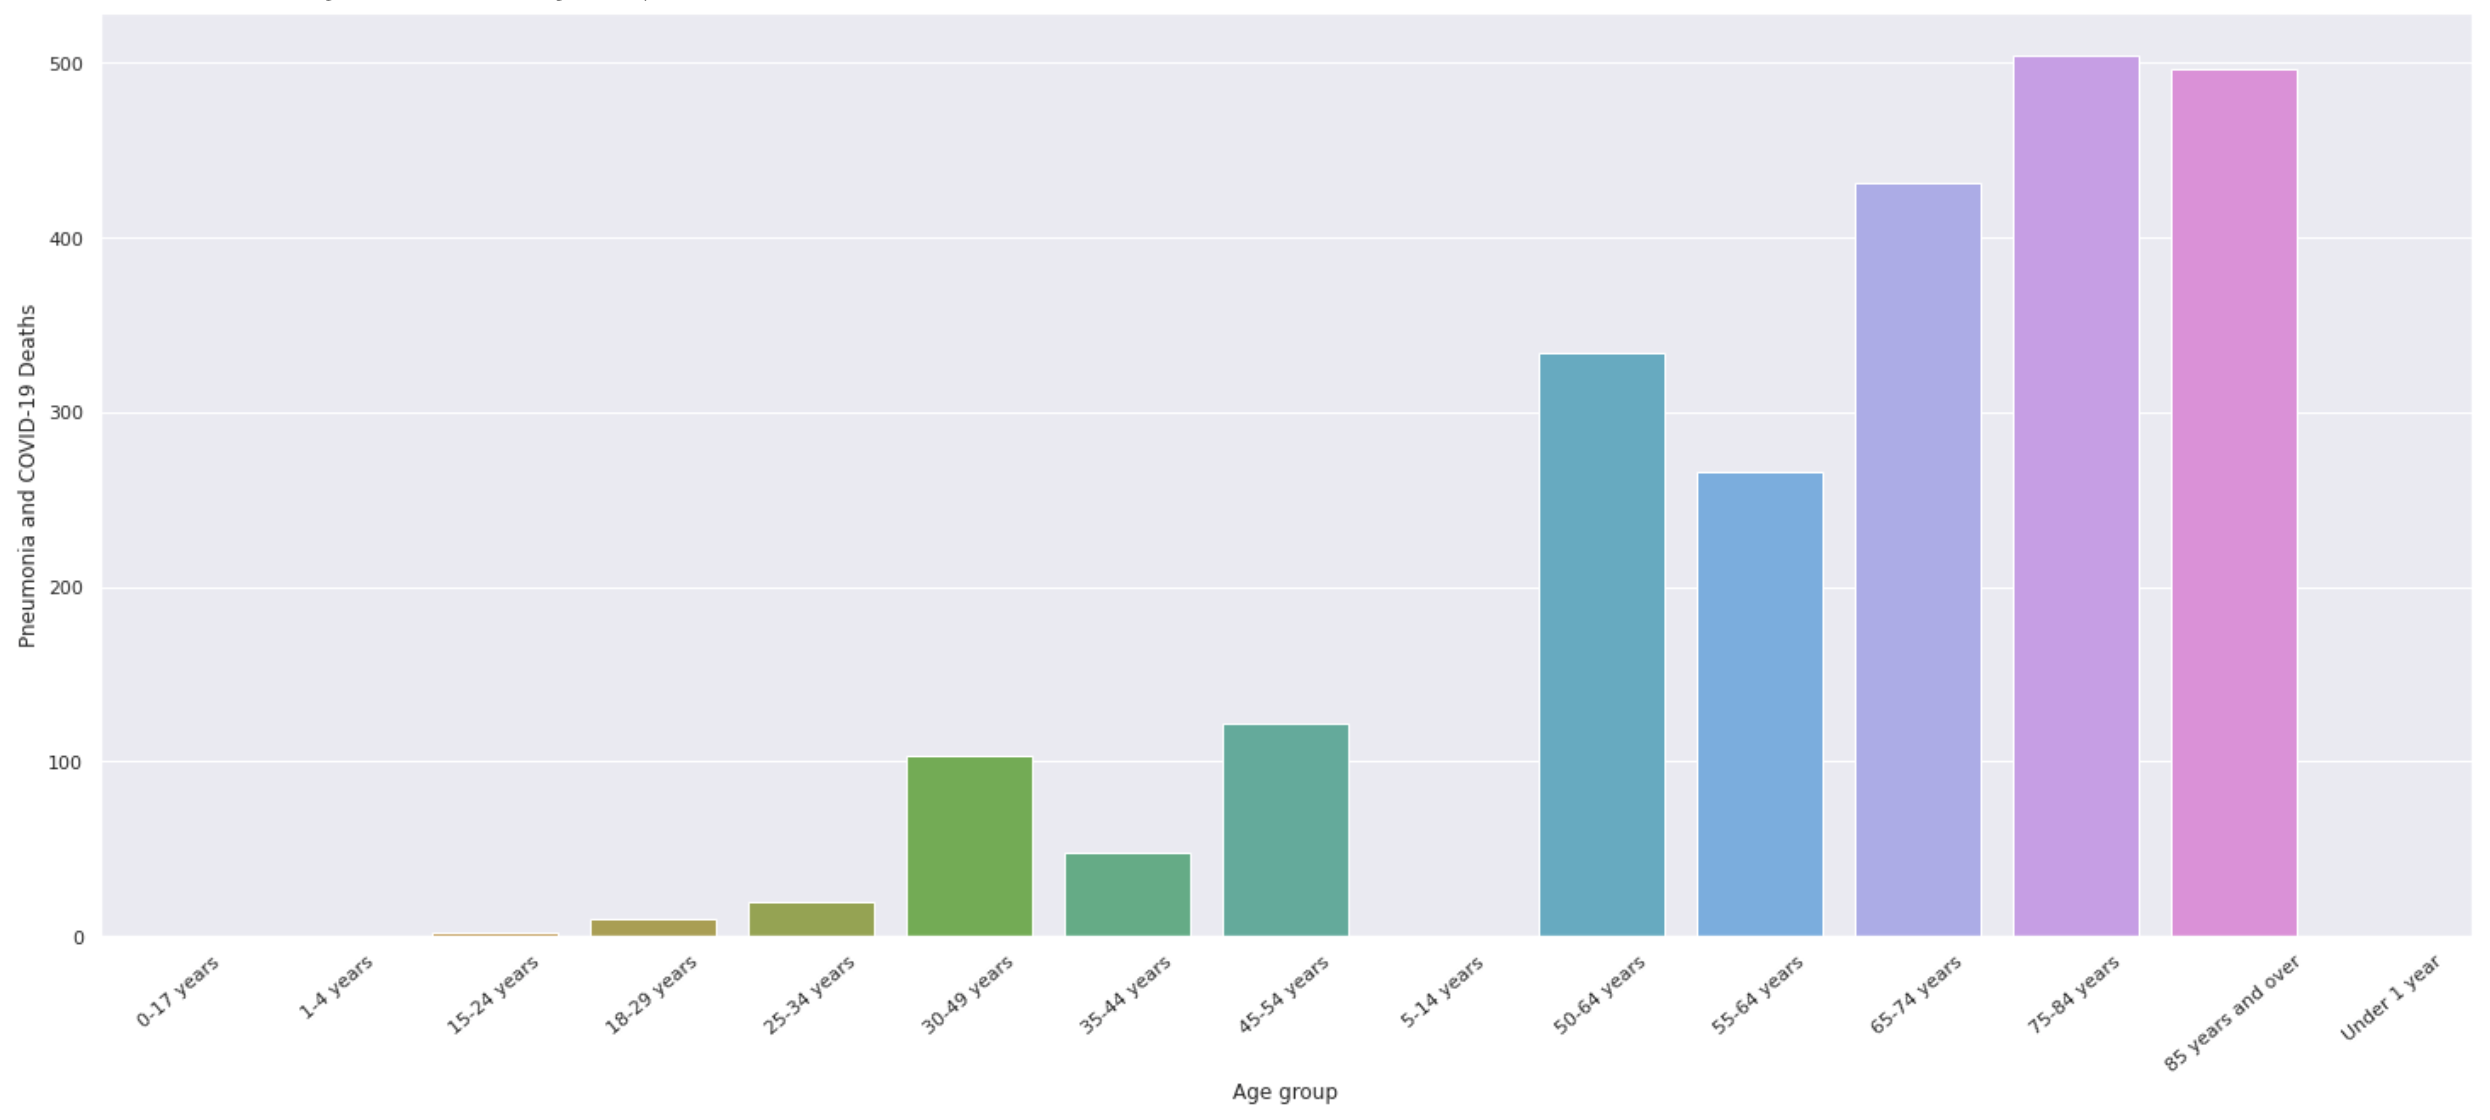 Pneumonia and COVID-19 Deaths
500
400
300
200
100
0
0-17 years
1-4 years
15-24 years
18-29 years
25-34 years
30-49 years
35-44 years
45-54 years
5-14 years
50-64 years
55-64 years
65-74 years
75-84 years
85 years and over
Under 1 year
Age group